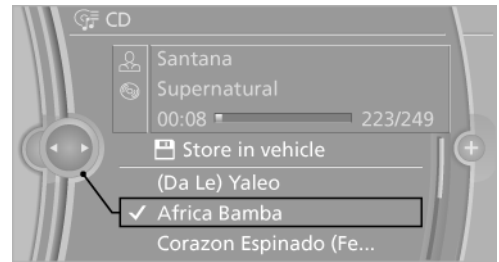 CD
Santana
Supernatural
00:08 223/249
Store in vehicle
(Da Le) Yaleo
Africa Bamba
Corazon Espinado (Fe...